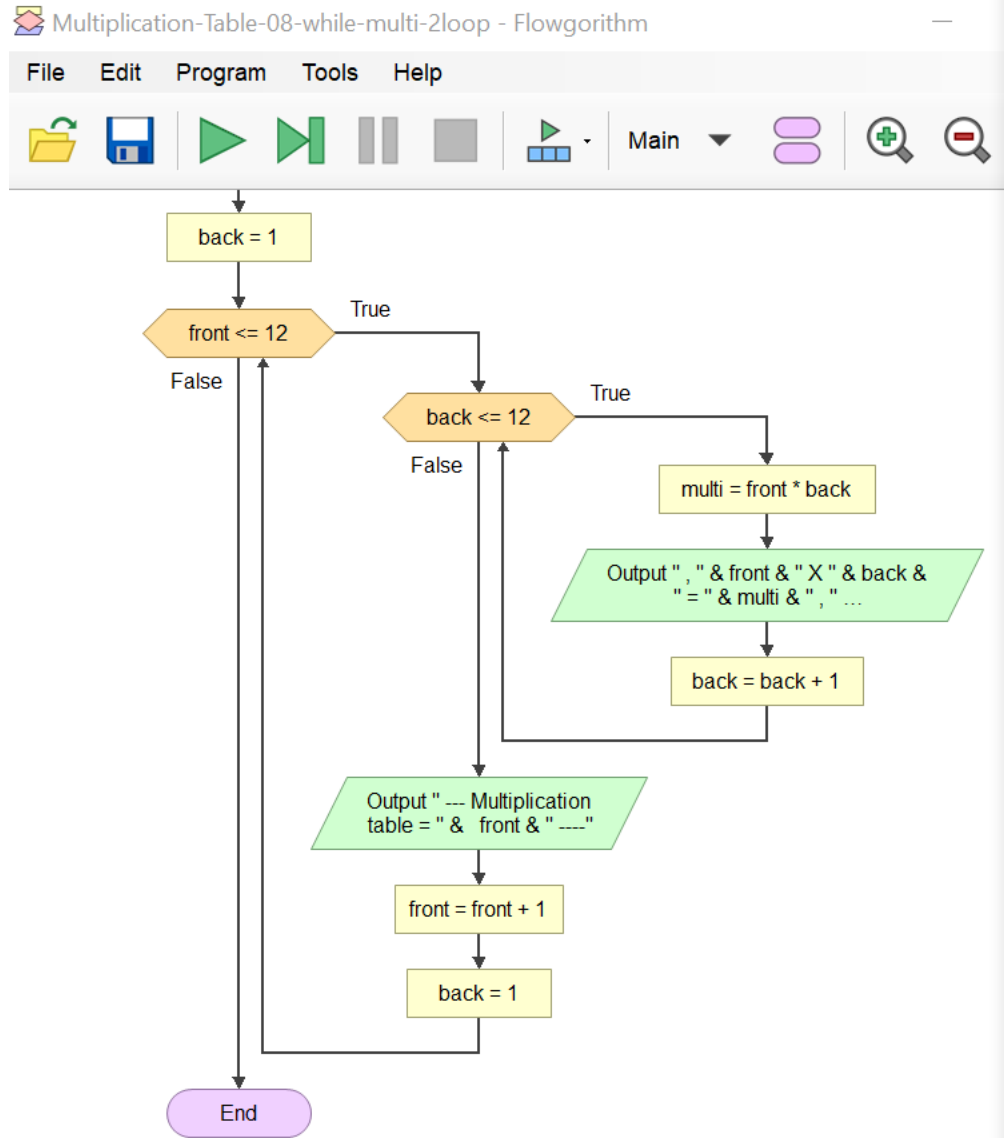 Multiplication-Table-08-while-multi-2loop - Flowgorithm
File Edit Program Tools Help
Main
back = 1
front <= 12
True
False
back <= 12
True
False
multi = front * back
Output " , " & front & " X " & back &
" = " & multi & " , " ...
back = back + 1
Output " --- Multiplication
table = " & front & " ----"
front = front + 1
back = 1
End